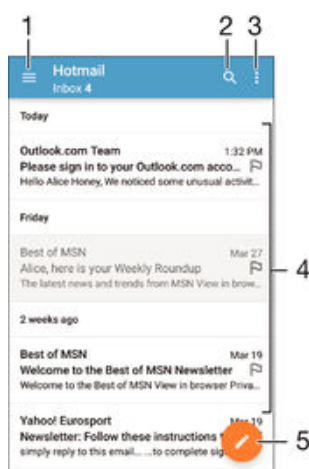 1 2 3
Hotmail
Inbox 4
Today
Outlook.com Team 1:32 PM
Please sign in to your Outlook.com acco...
Hello Alice Honey, We noticed some unusual activit...
Friday
Best of MSN Mar 27
Alice, here is your Weekly Roundup
The latest news and trends from MSN View in brow...
4
2 weeks ago
Best of MSN Mar 19
Welcome to the Best of MSN Newsletter
Welcome to the Best of MSN View in browser Priva...
Yahoo! Eurosport Mar 19
Newsletter: Follow these instructions
5
simply reply to this email... ...to complete sig